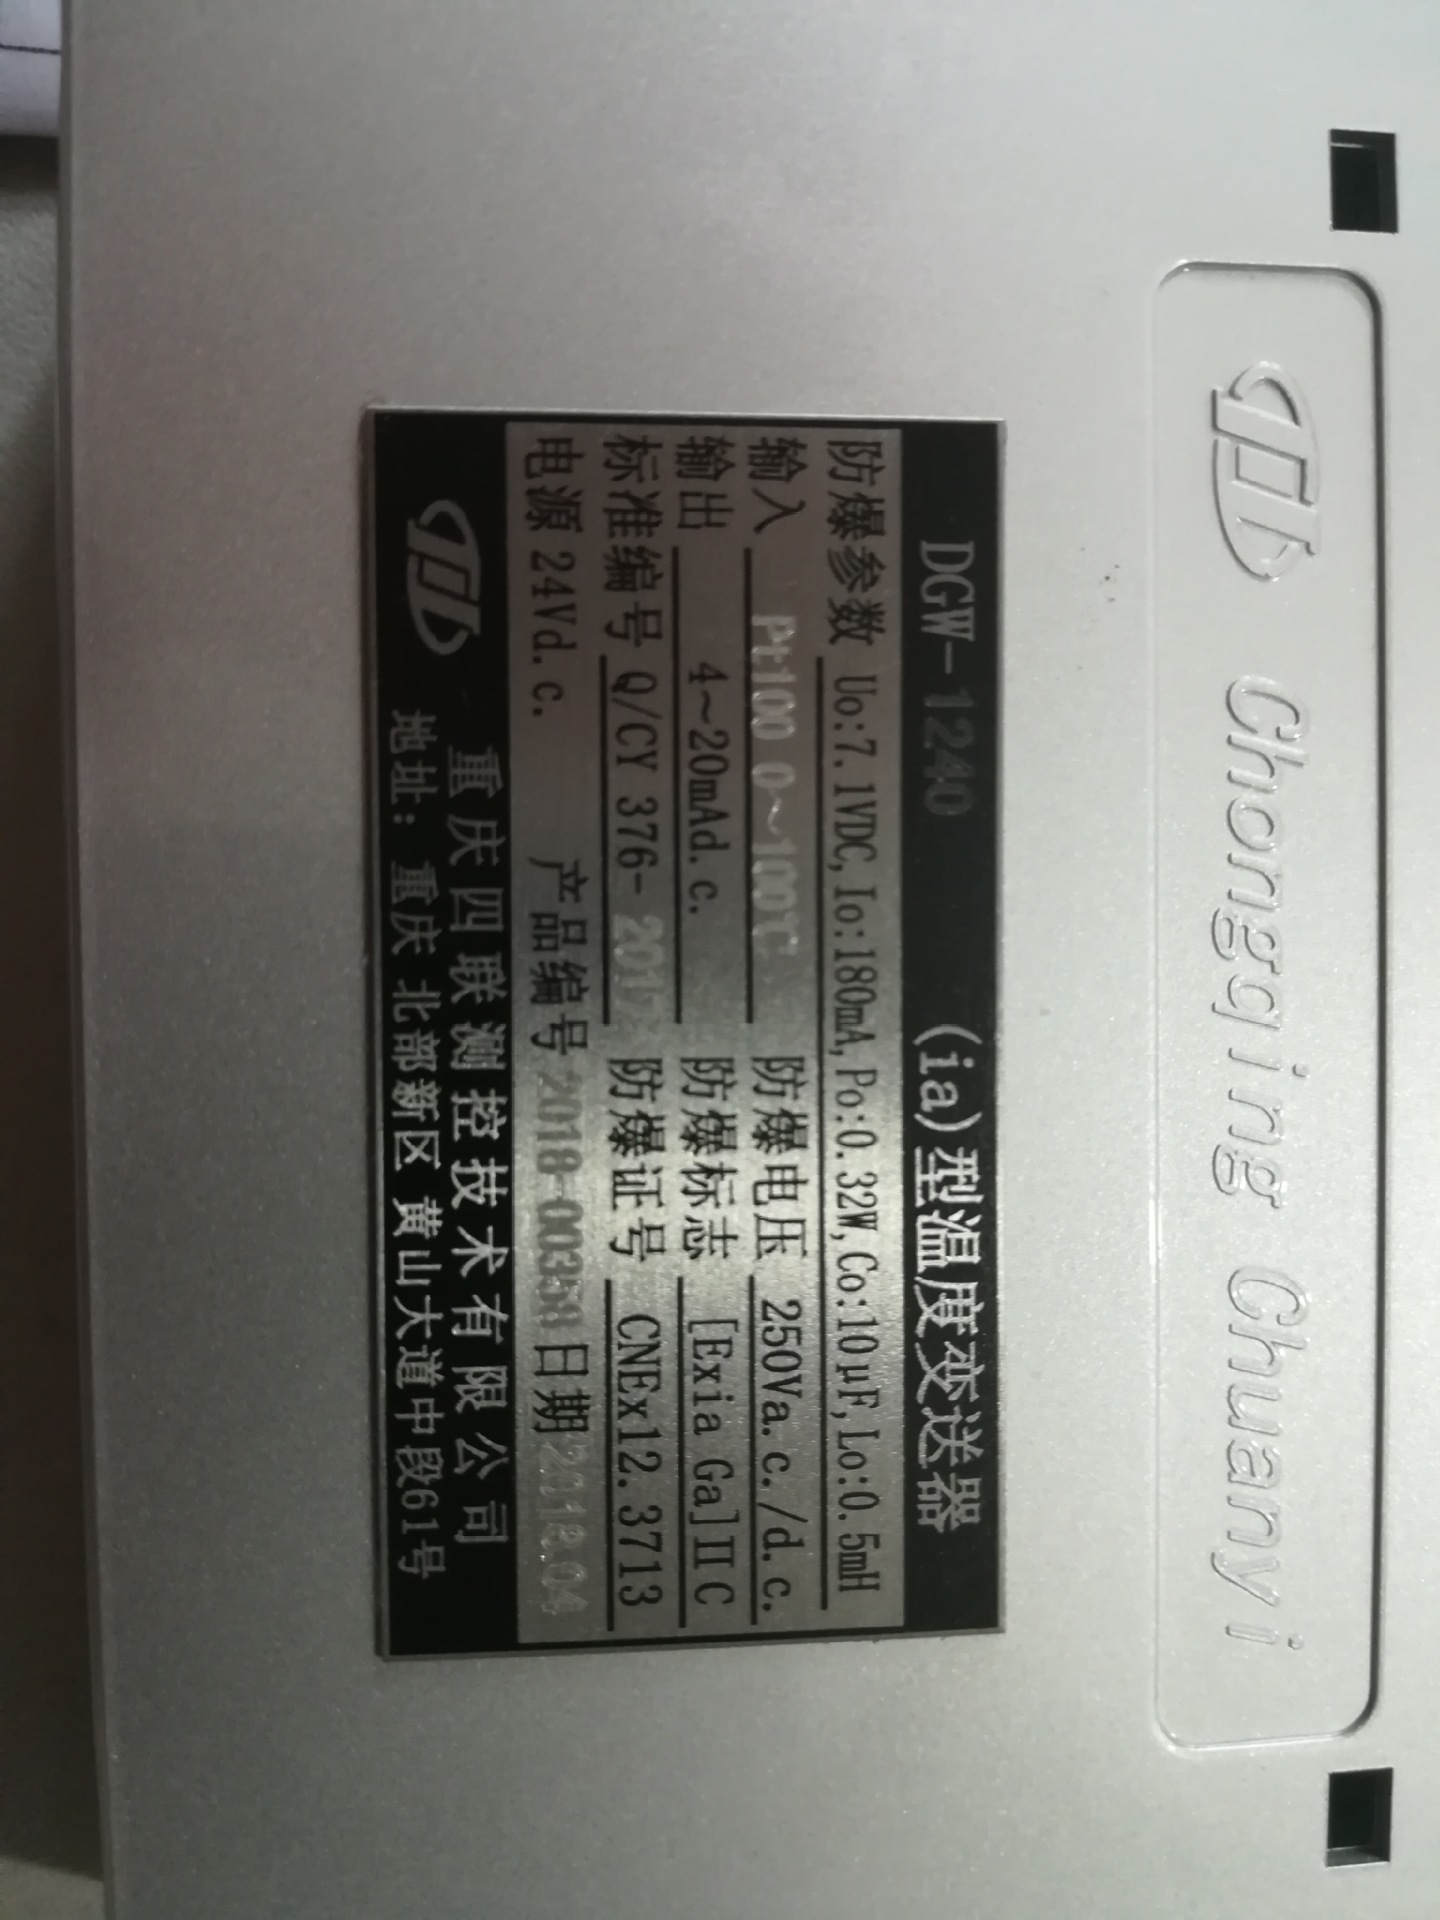 Chongqing Chuanyi
DGW-1240 (ia)型温度变送器
防爆参数 Uo:7.1VDC,Io:180mA,Po:0.32W,Co:10μF,Lo:0.5mH
输入 Pt100 0～100℃ 防爆电压 250Va.c./d.c.
输出 4～20mAd.c. 防爆标志 [Exia Ga]IIC
标准编号 Q/CY 376-2017 防爆证号 CNEx12.3713
电源 24Vd.c. 产品编号 2018-00358 日期 2018.04
重庆四联测控技术有限公司
地址：重庆 北部新区 黄山大道中段61号